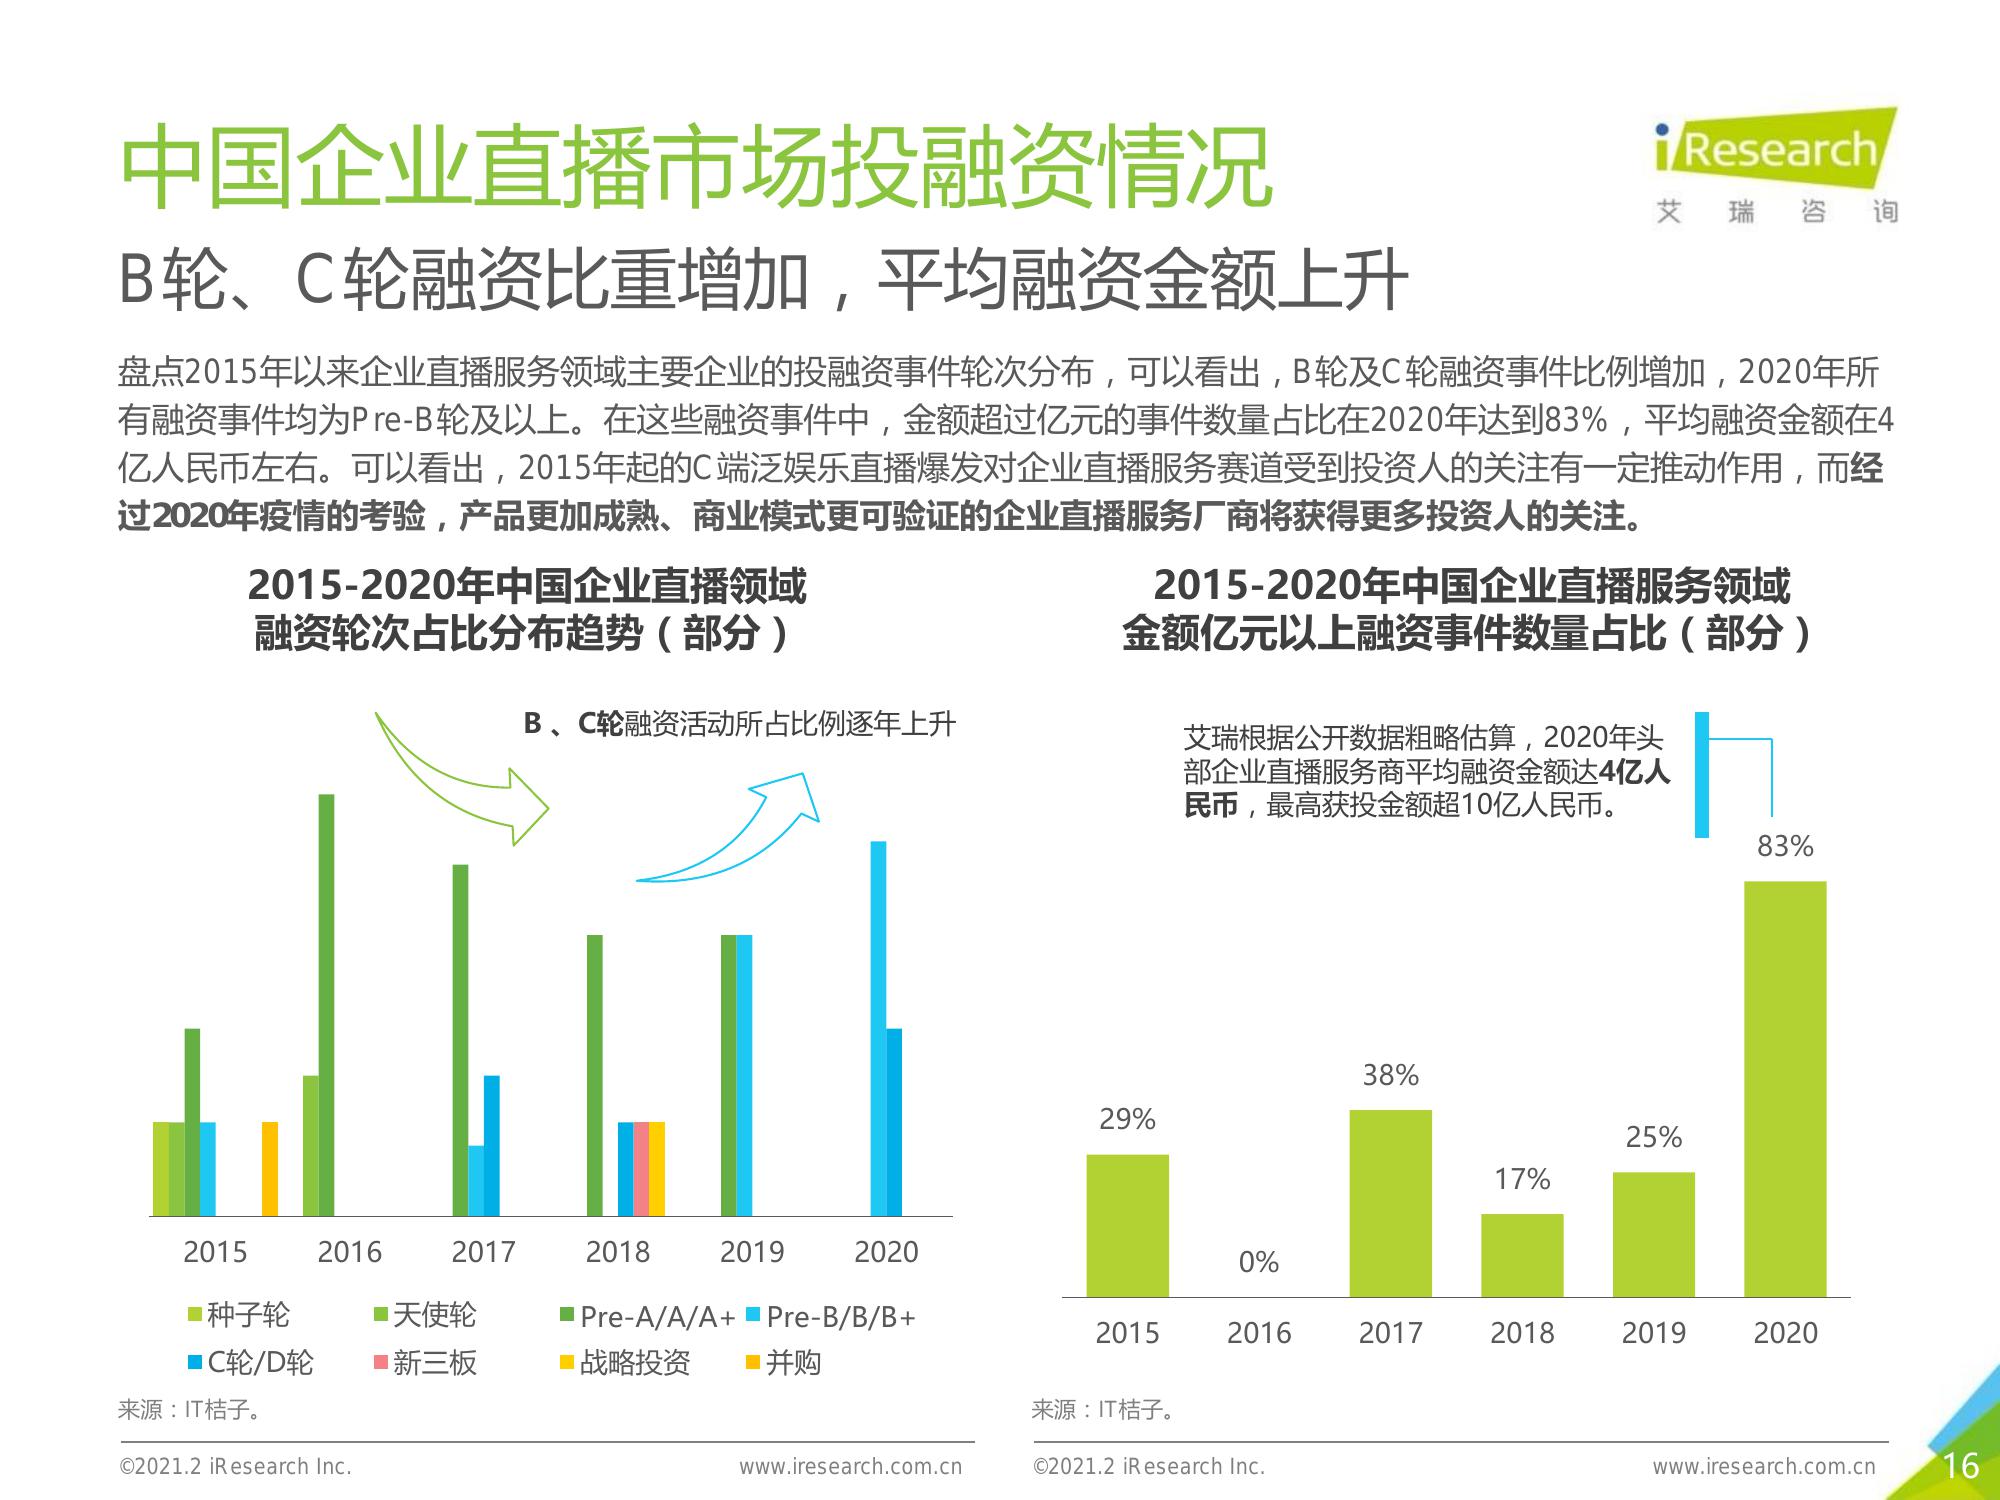 中国企业直播市场投融资情况
iResearch
艾瑞咨询
B轮、C轮融资比重增加，平均融资金额上升
盘点2015年以来企业直播服务领域主要企业的投融资事件轮次分布，可以看出，B轮及C轮融资事件比例增加，2020年所
有融资事件均为Pre-B轮及以上。在这些融资事件中，金额超过亿元的事件数量占比在2020年达到83%，平均融资金额在4
亿人民币左右。可以看出，2015年起的C端泛娱乐直播爆发对企业直播服务赛道受到投资人的关注有一定推动作用，而经
过2020年疫情的考验，产品更加成熟、商业模式更可验证的企业直播服务厂商将获得更多投资人的关注。
2015-2020年中国企业直播领域
融资轮次占比分布趋势（部分）
B、C轮融资活动所占比例逐年上升
2015 2016 2017 2018 2019 2020
种子轮 天使轮 Pre-A/A/A+ Pre-B/B/B+
C轮/D轮 新三板 战略投资 并购
来源：IT桔子。
©2021.2 iResearch Inc. www.iresearch.com.cn
2015-2020年中国企业直播服务领域
金额亿元以上融资事件数量占比（部分）
艾瑞根据公开数据粗略估算，2020年头
部企业直播服务商平均融资金额达4亿人
民币，最高获投金额超10亿人民币。
29% 0% 38% 17% 25% 83%
2015 2016 2017 2018 2019 2020
来源：IT桔子。
©2021.2 iResearch Inc. www.iresearch.com.cn
16